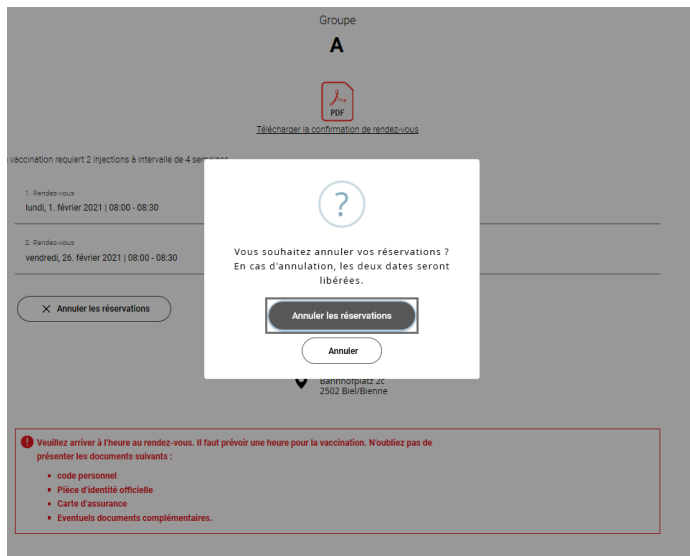 Groupe
A
PDF
Télécharger la confirmation de rendez-vous
vaccination requiert 2 injections à intervalle de 4 semaines
1. Rendez-vous
lundi, 1. février 2021 | 08:00 - 08:30
2. Rendez-vous
vendredi, 26. février 2021 | 08:00 - 08:30
?
Vous souhaitez annuler vos réservations ?
En cas d'annulation, les deux dates seront
libérées.
Annuler les réservations
Annuler les réservations
Annuler
Bahnhofplatz 2c
2502 Biel/Bienne
Veuillez arriver à l'heure au rendez-vous. Il faut prévoir une heure pour la vaccination. N'oubliez pas de
présenter les documents suivants :
code personnel
Pièce d'identité officielle
Carte d'assurance
Eventuels documents complémentaires.